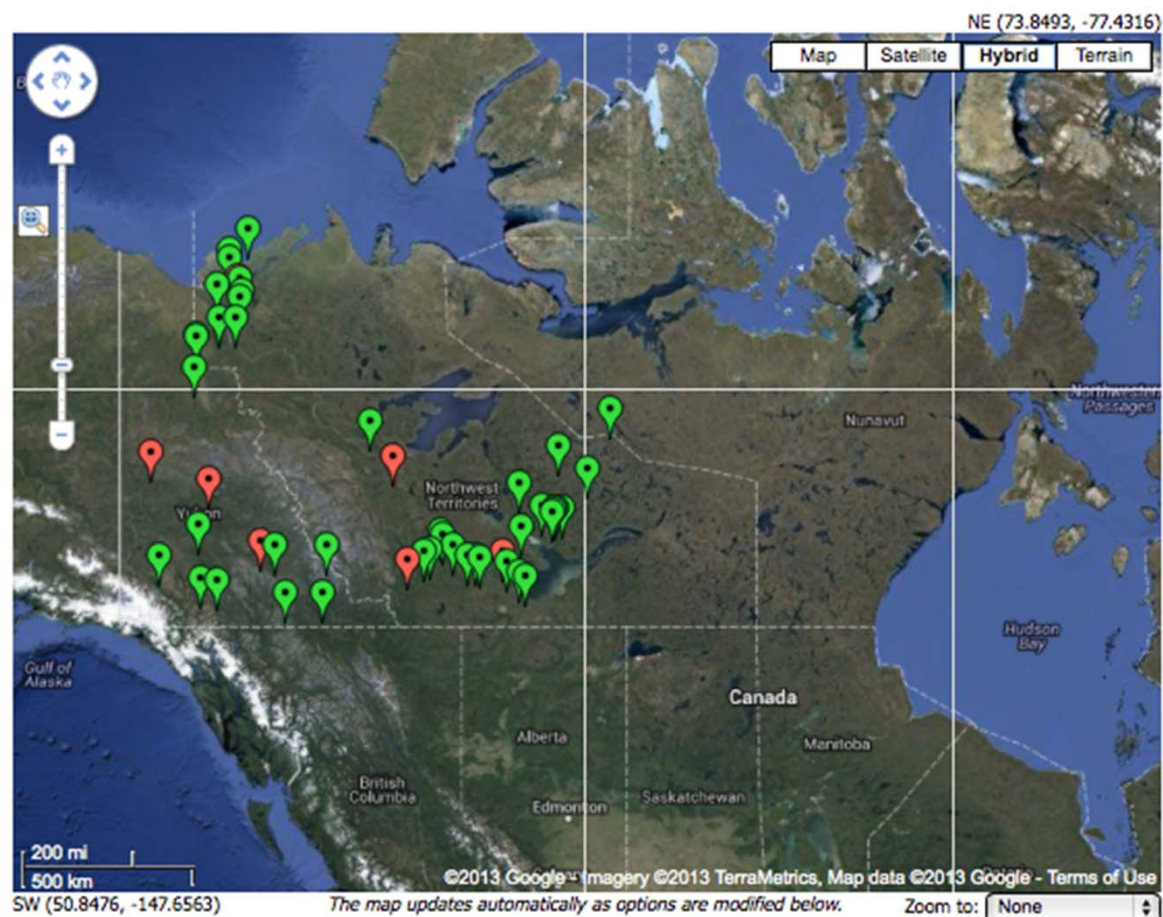 NE (73.8493, -77.4316)
Map Satellite Hybrid Terrain
B
+
−
Northwestern
Passages
Nunavut
Northwest
Territories
Yukon
Hudson
Bay
Gulf of
Alaska
Canada
Alberta
Manitoba
British
Columbia
Edmonton
Saskatchewan
200 mi
500 km
©2013 Google - Imagery ©2013 TerraMetrics, Map data ©2013 Google - Terms of Use
SW (50.8476, -147.6563)
The map updates automatically as options are modified below.
Zoom to: None